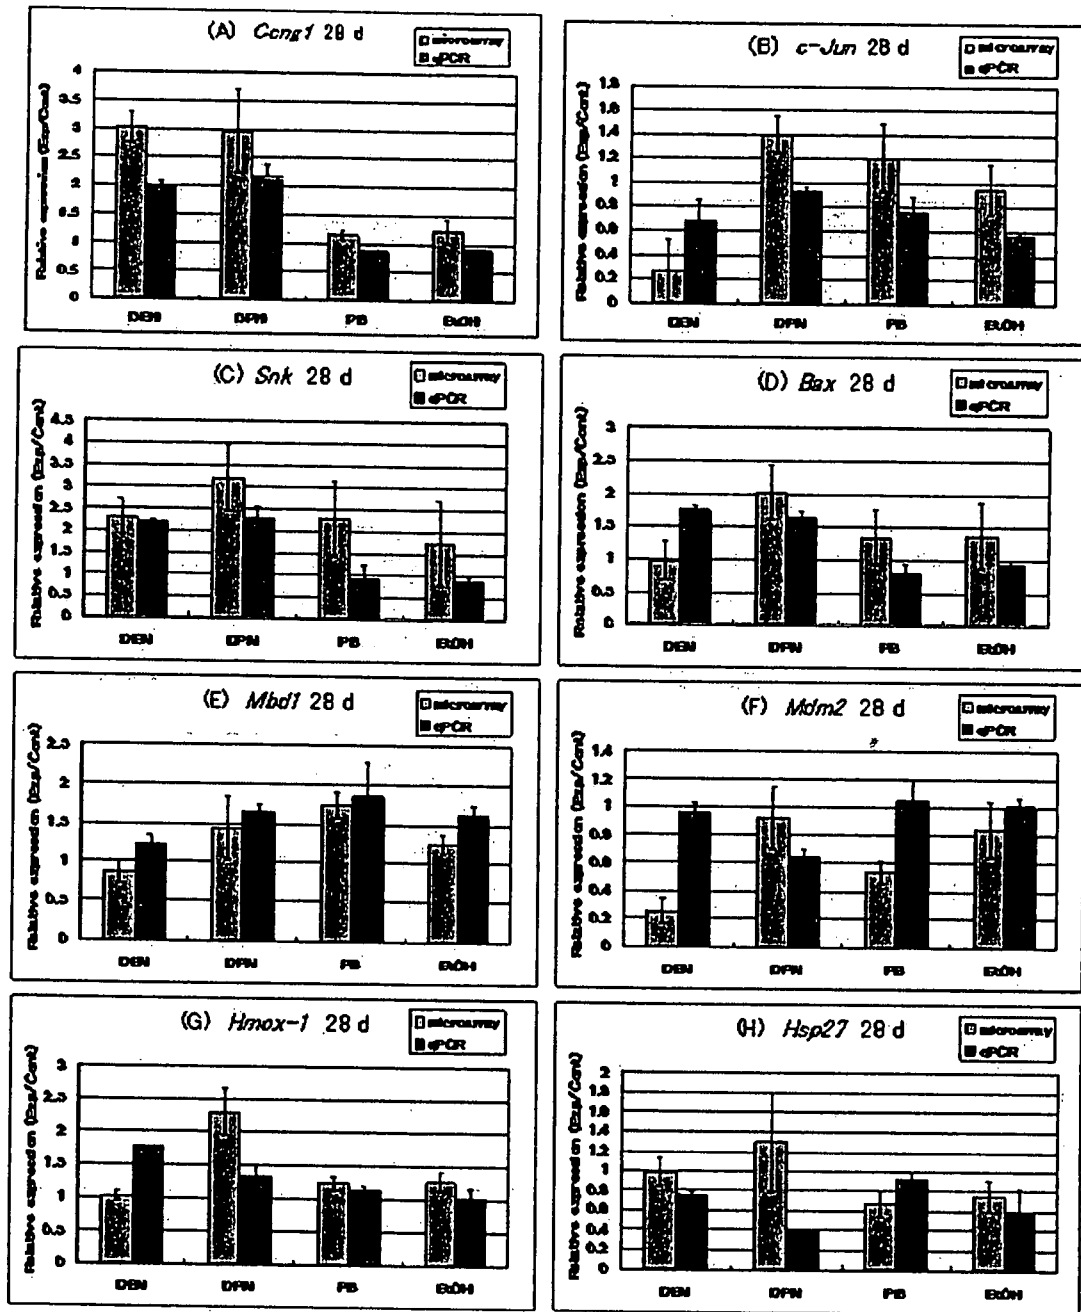 (A) Ccng1 28 d
microarray
qPCR
Relative expression (Exp/Cont)
4
3.5
3
2.5
2
1.5
1
0.5
0
DEN DPN PB EtOH
(B) c-Jun 28 d
microarray
qPCR
Relative expression (Exp/Cont)
1.8
1.6
1.4
1.2
1
0.8
0.6
0.4
0.2
0
DEN DPN PB EtOH
(C) Snk 28 d
microarray
qPCR
Relative expression (Exp/Cont)
4.5
4
3.5
3
2.5
2
1.5
1
0.5
0
DEN DPN PB EtOH
(D) Bax 28 d
microarray
qPCR
Relative expression (Exp/Cont)
3
2.5
2
1.5
1
0.5
0
DEN DPN PB EtOH
(E) Mbd1 28 d
microarray
qPCR
Relative expression (Exp/Cont)
2.5
2
1.5
1
0.5
0
DEN DPN PB EtOH
(F) Mdm2 28 d
microarray
qPCR
Relative expression (Exp/Cont)
1.4
1.2
1
0.8
0.6
0.4
0.2
0
DEN DPN PB EtOH
(G) Hmox-1 28 d
microarray
qPCR
Relative expression (Exp/Cont)
3
2.5
2
1.5
1
0.5
0
DEN DPN PB EtOH
(H) Hsp27 28 d
microarray
qPCR
Relative expression (Exp/Cont)
2
1.8
1.6
1.4
1.2
1
0.8
0.6
0.4
0.2
0
DEN DPN PB EtOH